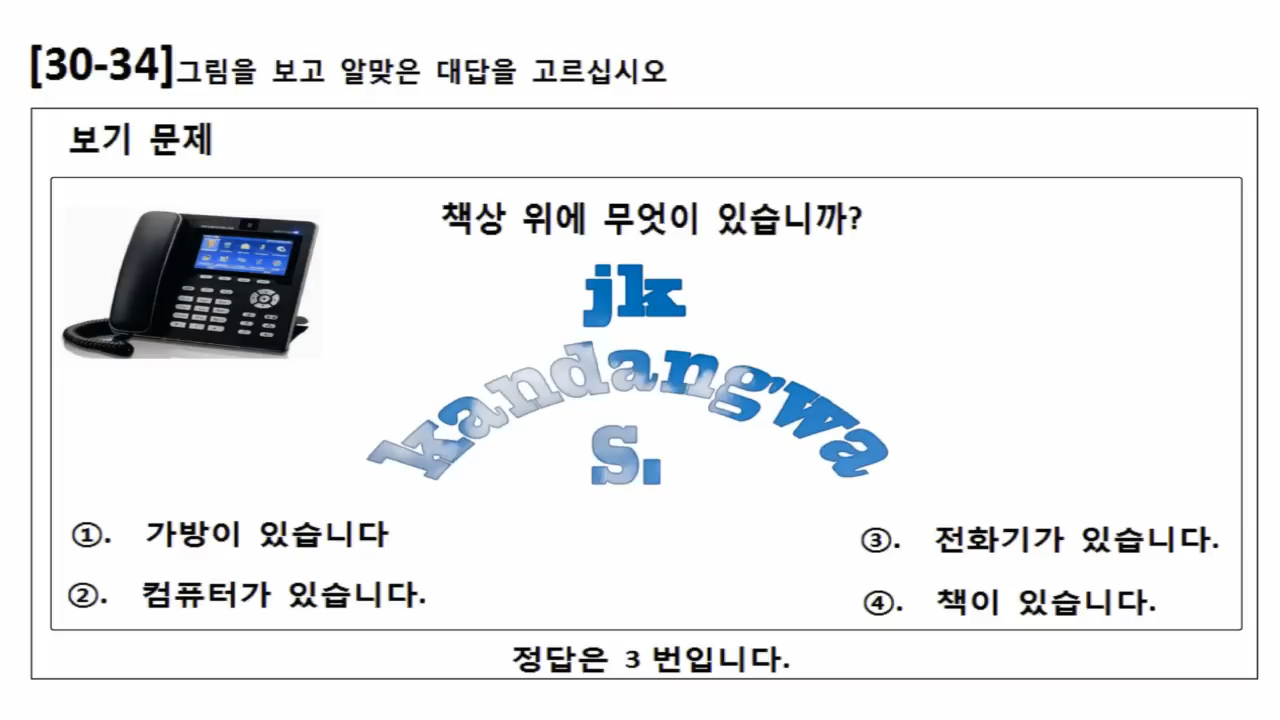 [30-34]그림을 보고 알맞은 대답을 고르십시오
보기 문제
책상 위에 무엇이 있습니까?
jk
kandangwa
S.
①. 가방이 있습니다
②. 컴퓨터가 있습니다.
③. 전화기가 있습니다.
④. 책이 있습니다.
정답은 3 번입니다.